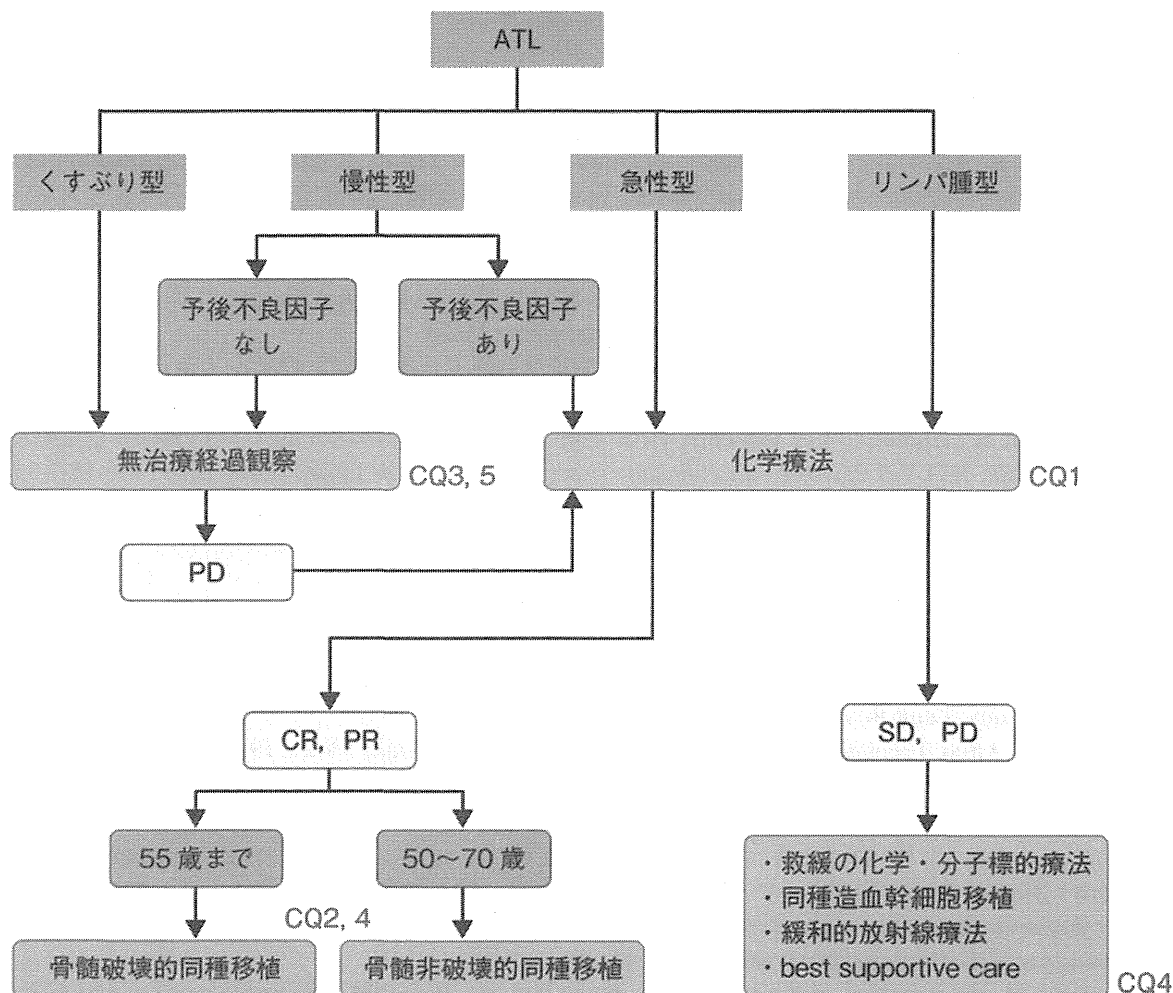 ATL
くすぶり型
慢性型
急性型
リンパ腫型
予後不良因子
なし
予後不良因子
あり
無治療経過観察
CQ3, 5
化学療法
CQ1
PD
CR, PR
SD, PD
55歳まで
50～70歳
CQ2, 4
骨髄破壊的同種移植
骨髄非破壊的同種移植
・救援の化学・分子標的療法
・同種造血幹細胞移植
・緩和的放射線療法
・best supportive care
CQ4